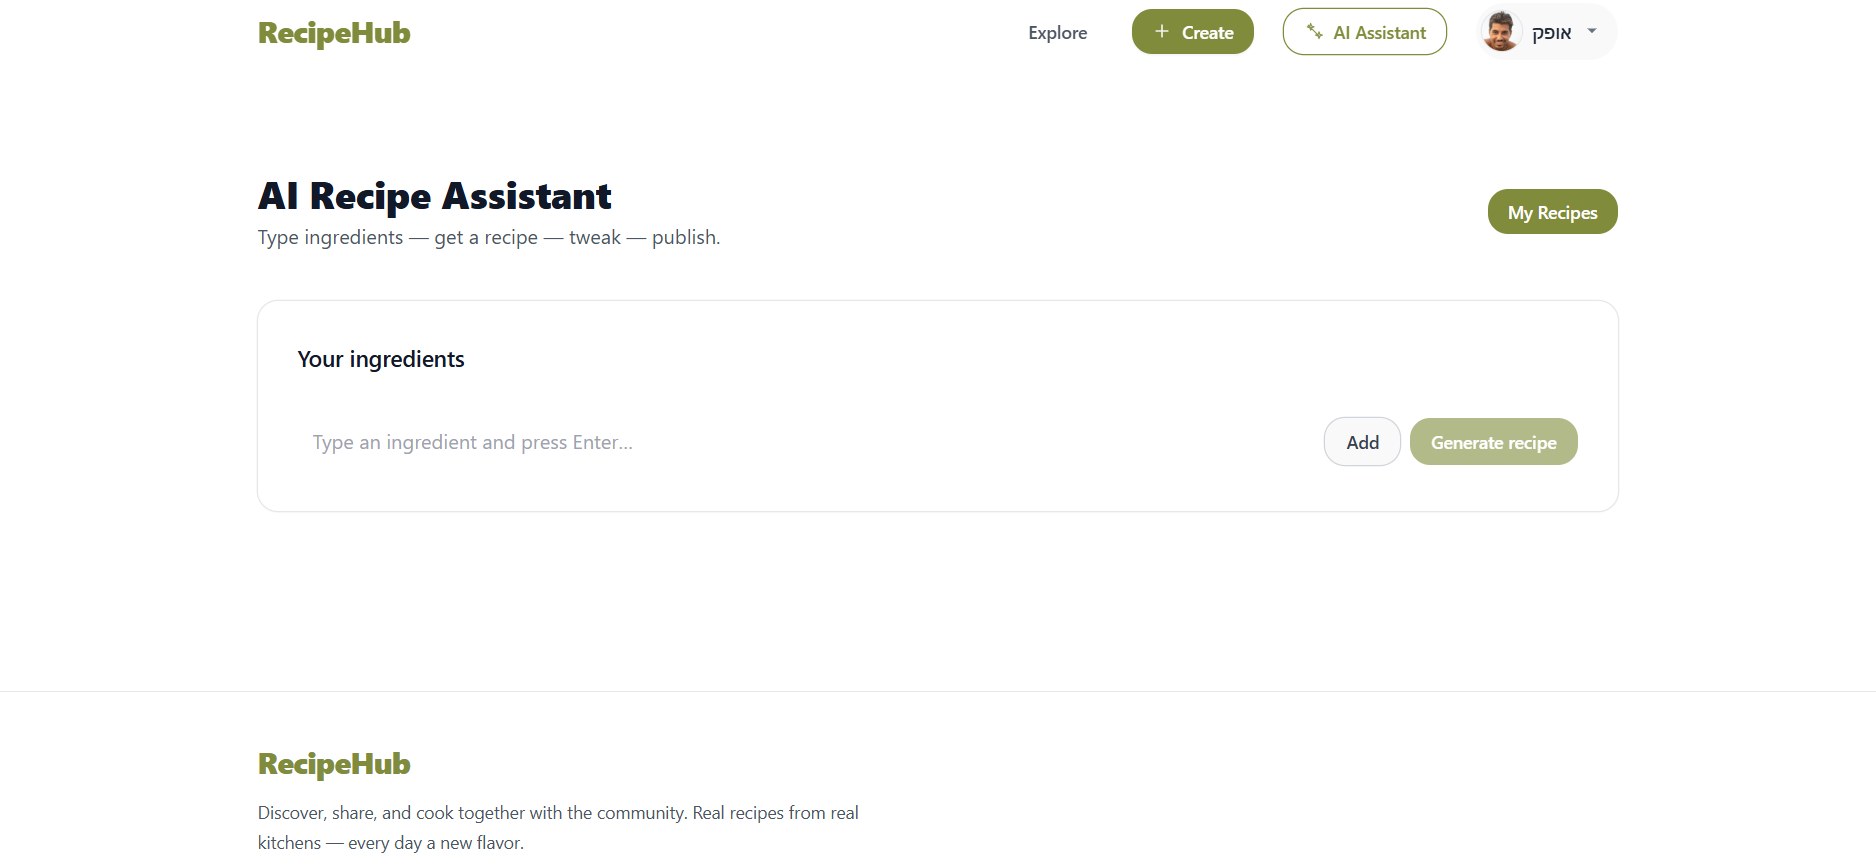 RecipeHub
Explore
+ Create
AI Assistant
אופק
AI Recipe Assistant
Type ingredients — get a recipe — tweak — publish.
My Recipes
Your ingredients
Type an ingredient and press Enter...
Add
Generate recipe
RecipeHub
Discover, share, and cook together with the community. Real recipes from real
kitchens — every day a new flavor.